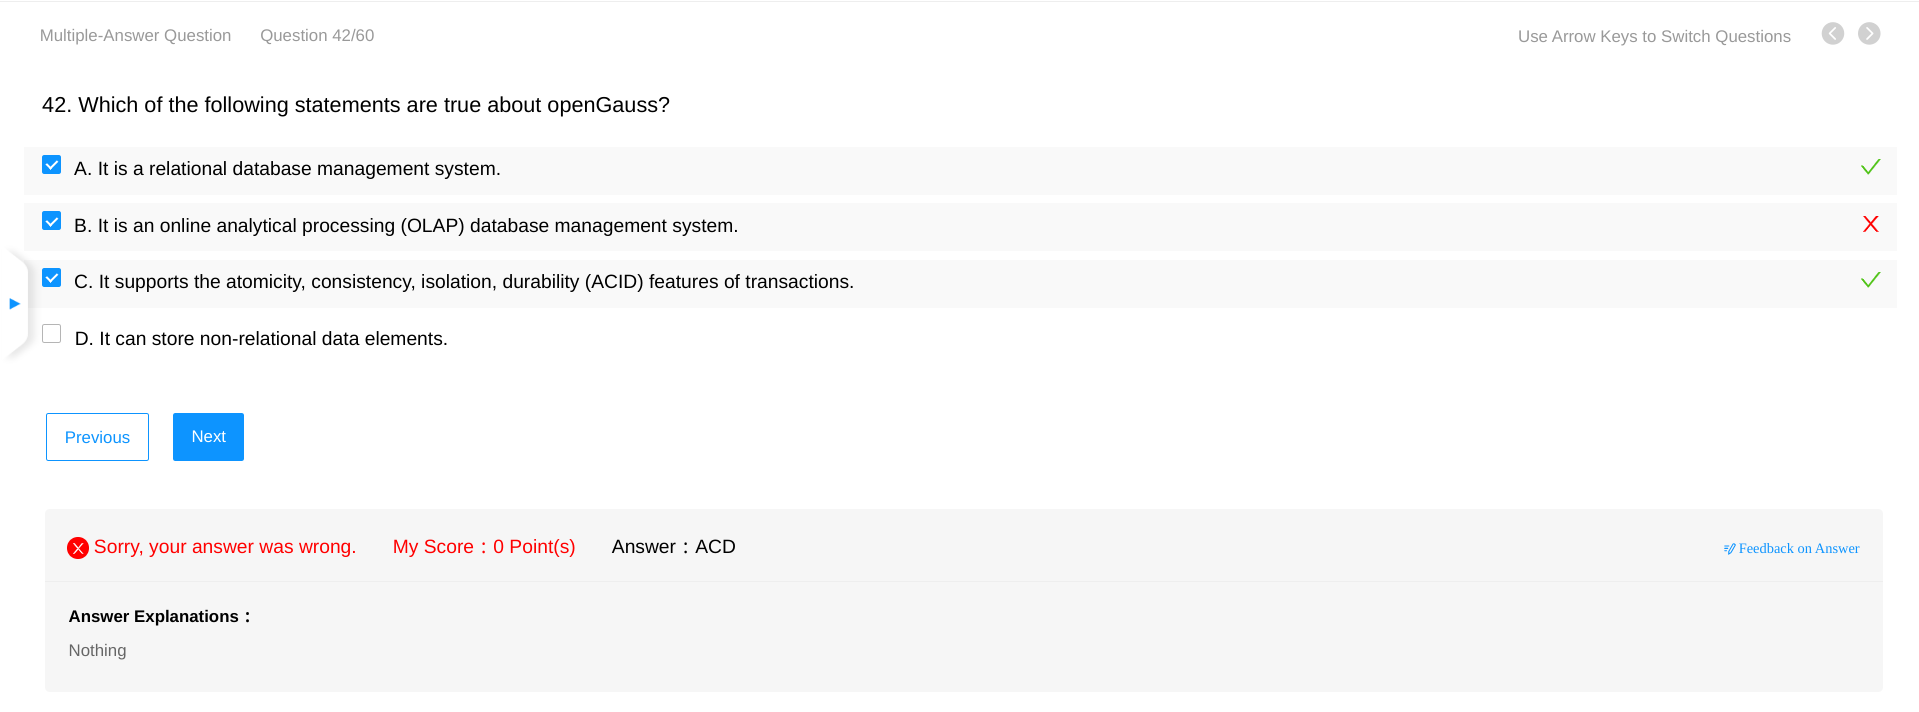 Multiple-Answer Question Question 42/60 Use Arrow Keys to Switch Questions
42. Which of the following statements are true about openGauss?
A. It is a relational database management system.
B. It is an online analytical processing (OLAP) database management system.
C. It supports the atomicity, consistency, isolation, durability (ACID) features of transactions.
D. It can store non-relational data elements.
Previous Next
Sorry, your answer was wrong. My Score：0 Point(s) Answer：ACD Feedback on Answer
Answer Explanations：
Nothing